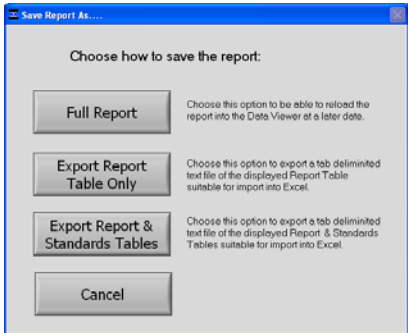 Save Report As....
Choose how to save the report:
Full Report
Choose this option to be able to reload the
report into the Data Viewer at a later date.
Export Report
Table Only
Choose this option to export a tab deliminited
text file of the displayed Report Table
suitable for import into Excel.
Export Report &
Standards Tables
Choose this option to export a tab deliminited
text file of the displayed Report & Standards
Tables suitable for import into Excel.
Cancel